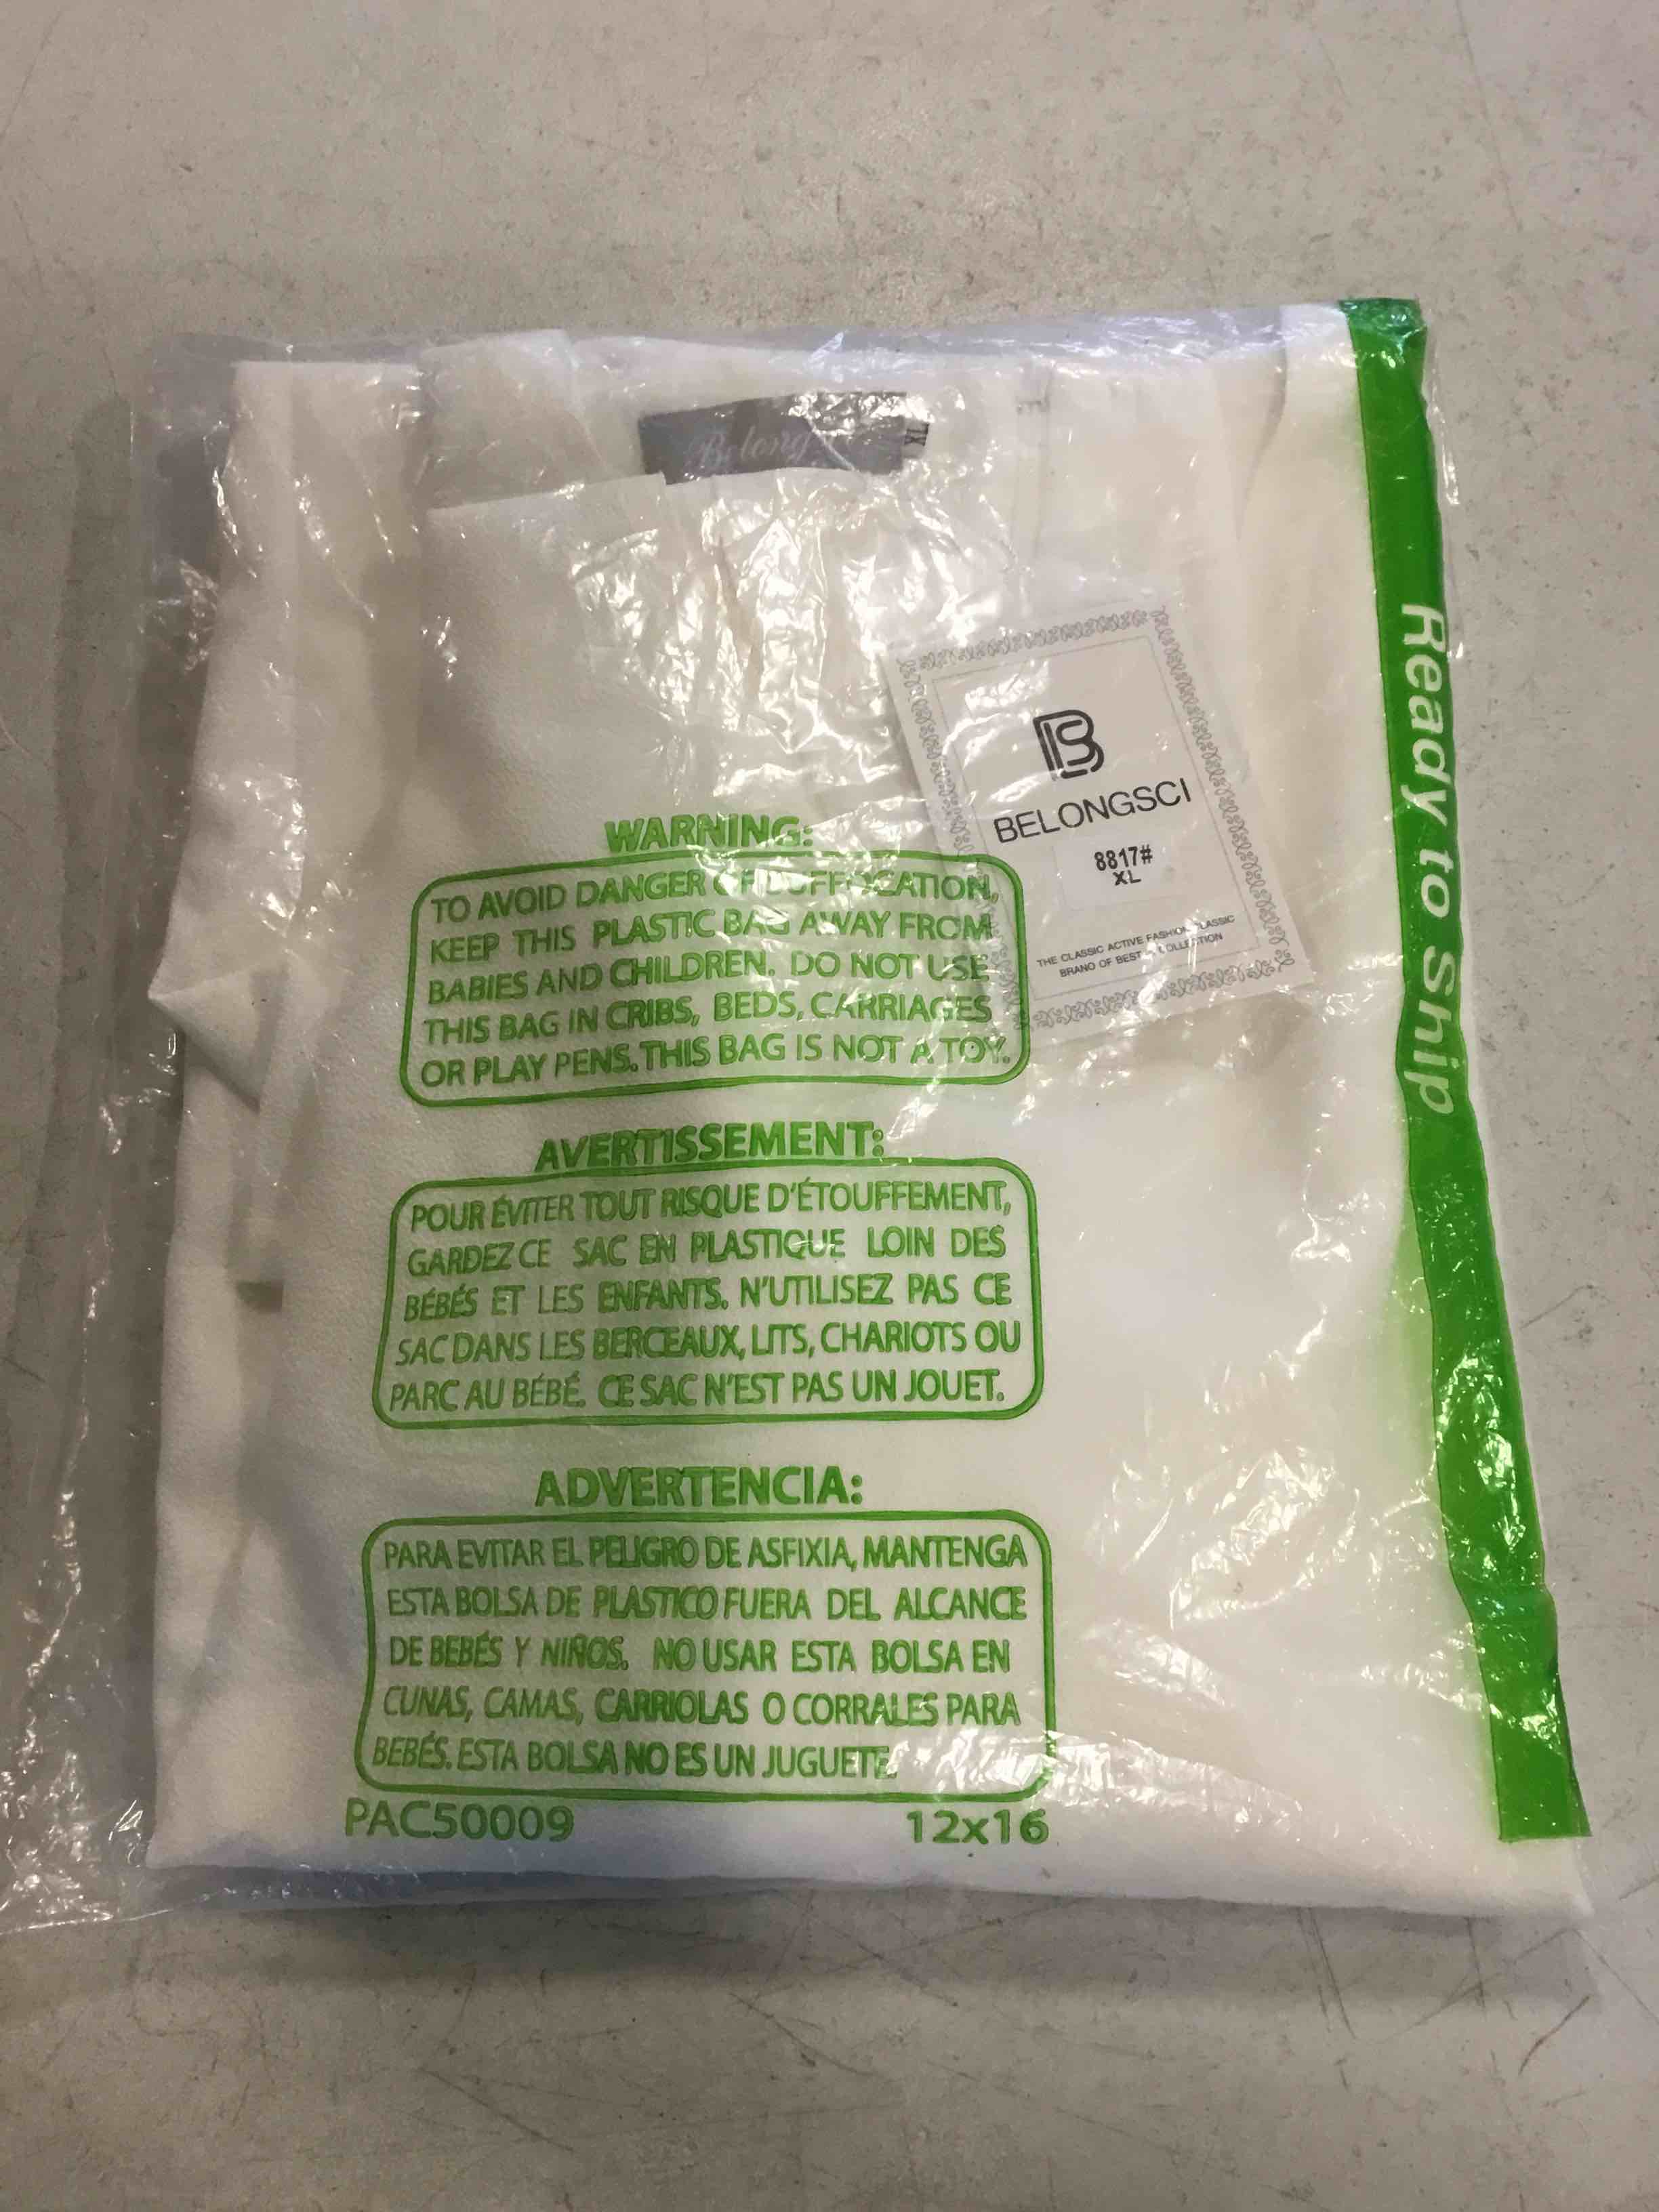 XL
BELONGSCI
8817#
XL
THE CLASSIC ACTIVE FASHION CLASSIC
BRAND OF BEST COLLECTION
Ready to Ship
WARNING:
TO AVOID DANGER OF SUFFOCATION,
KEEP THIS PLASTIC BAG AWAY FROM
BABIES AND CHILDREN. DO NOT USE
THIS BAG IN CRIBS, BEDS, CARRIAGES
OR PLAY PENS. THIS BAG IS NOT A TOY.
AVERTISSEMENT:
POUR ÉVITER TOUT RISQUE D'ÉTOUFFEMENT,
GARDEZ CE SAC EN PLASTIQUE LOIN DES
BÉBÉS ET LES ENFANTS. N'UTILISEZ PAS CE
SAC DANS LES BERCEAUX, LITS, CHARIOTS OU
PARC AU BÉBÉ. CE SAC N'EST PAS UN JOUET.
ADVERTENCIA:
PARA EVITAR EL PELIGRO DE ASFIXIA, MANTENGA
ESTA BOLSA DE PLASTICO FUERA DEL ALCANCE
DE BEBÉS Y NIÑOS. NO USAR ESTA BOLSA EN
CUNAS, CAMAS, CARRIOLAS O CORRALES PARA
BEBÉS. ESTA BOLSA NO ES UN JUGUETE.
PAC50009 12x16